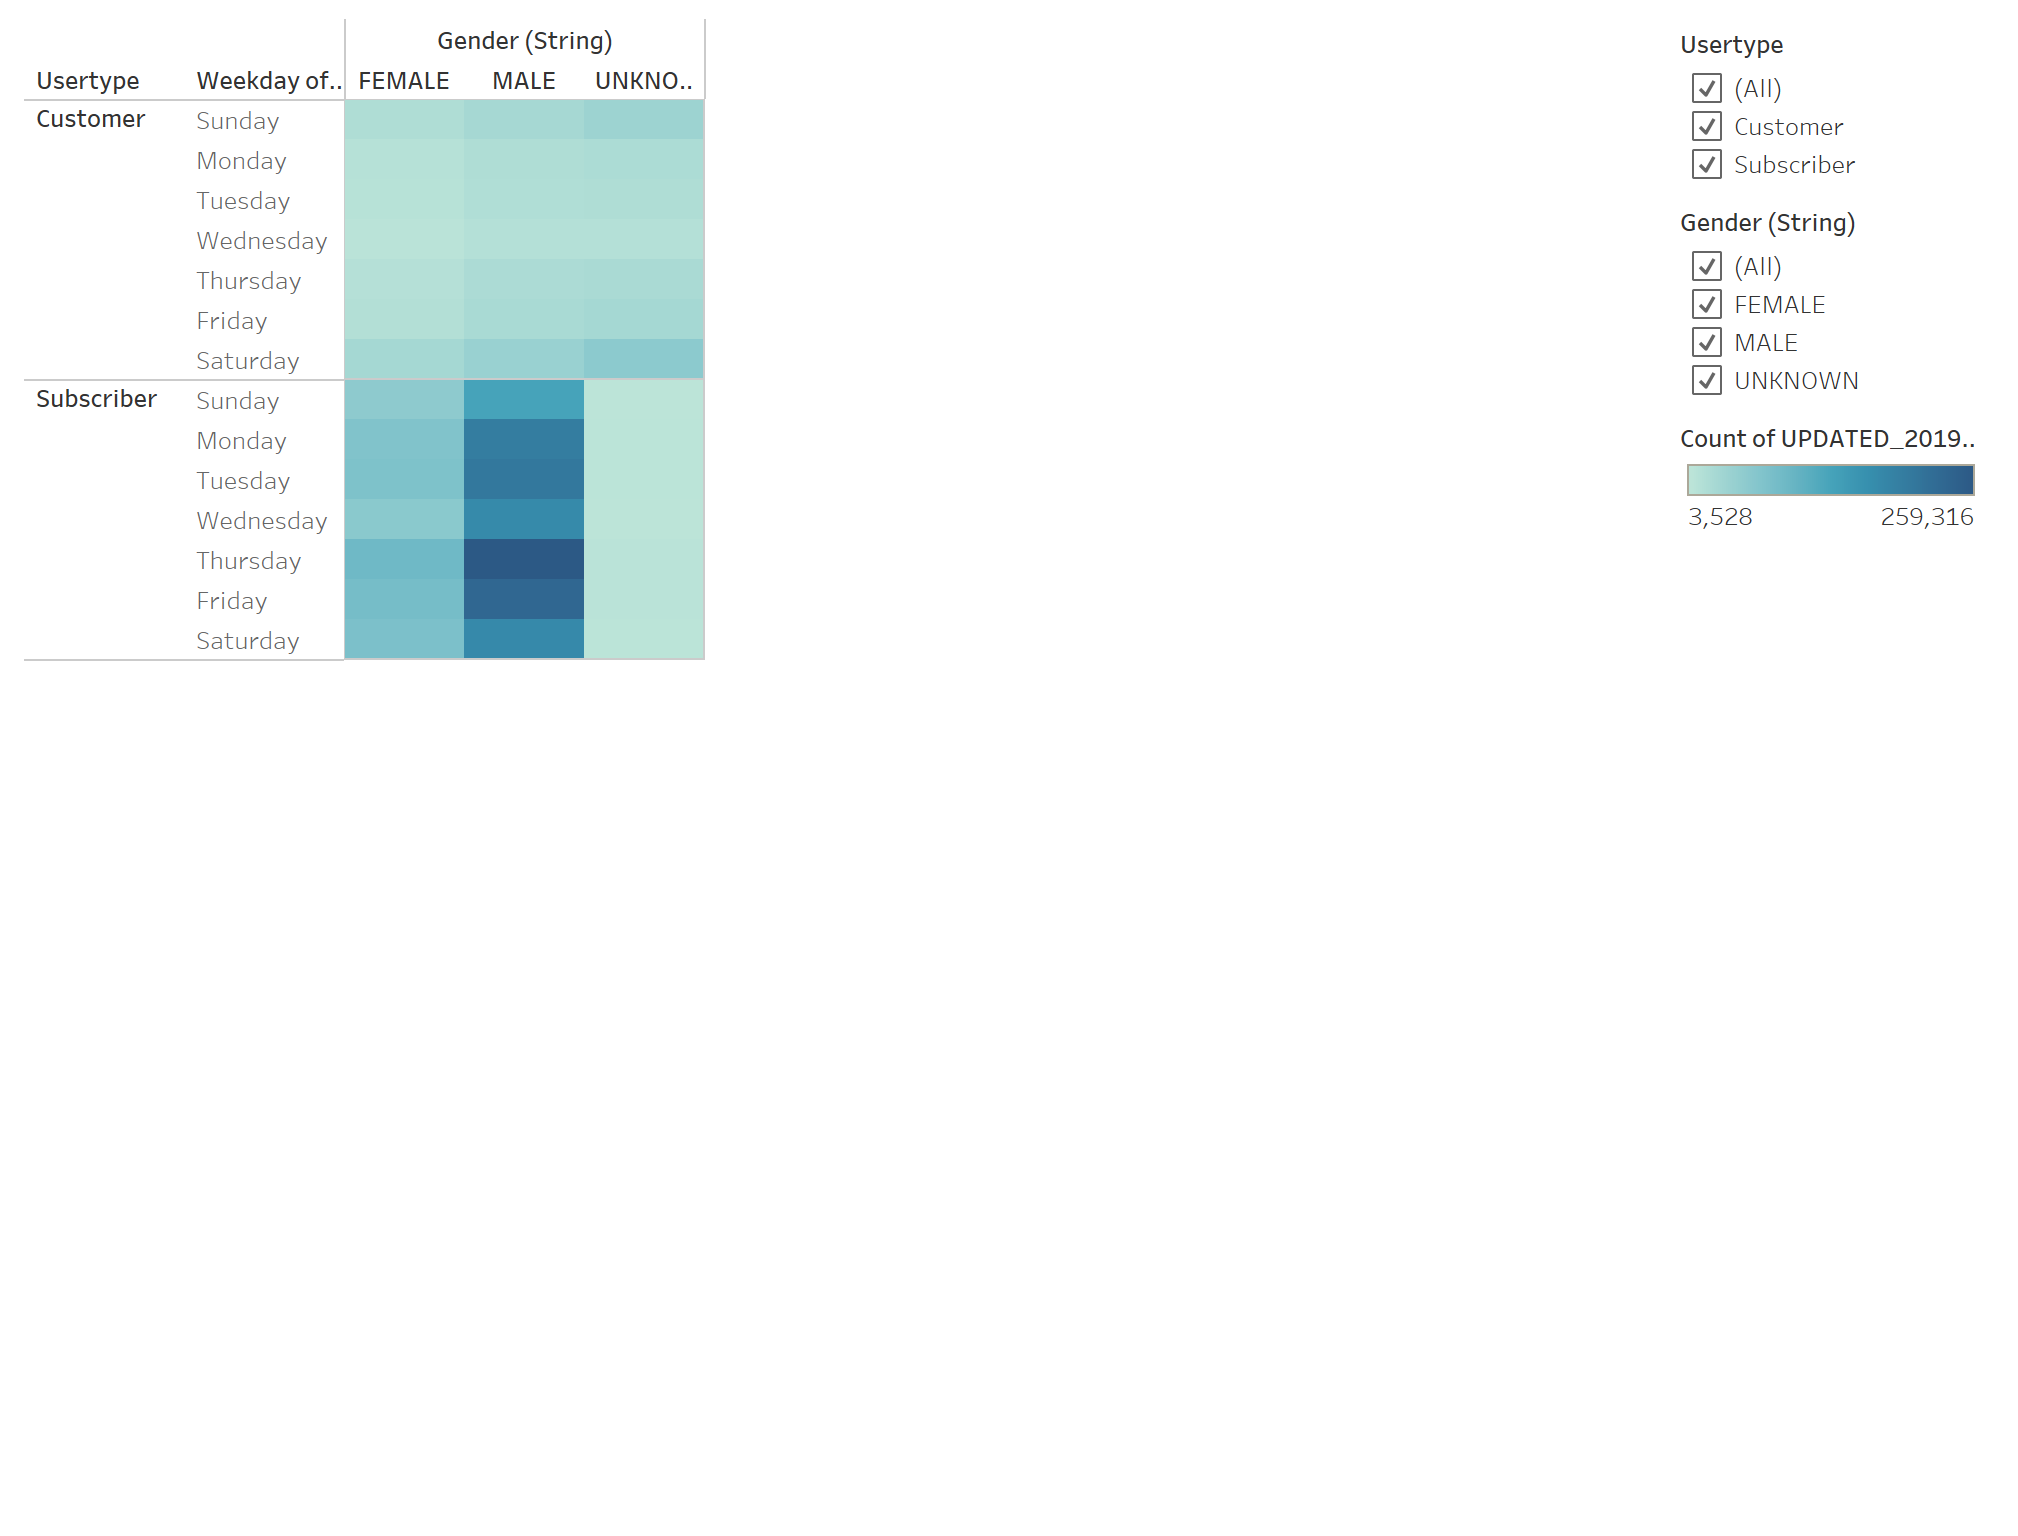 Gender (String)
Usertype Weekday of.. FEMALE MALE UNKNO..
Customer Sunday
Monday
Tuesday
Wednesday
Thursday
Friday
Saturday
Subscriber Sunday
Monday
Tuesday
Wednesday
Thursday
Friday
Saturday
Usertype
(All)
Customer
Subscriber
Gender (String)
(All)
FEMALE
MALE
UNKNOWN
Count of UPDATED_2019..
3,528 259,316